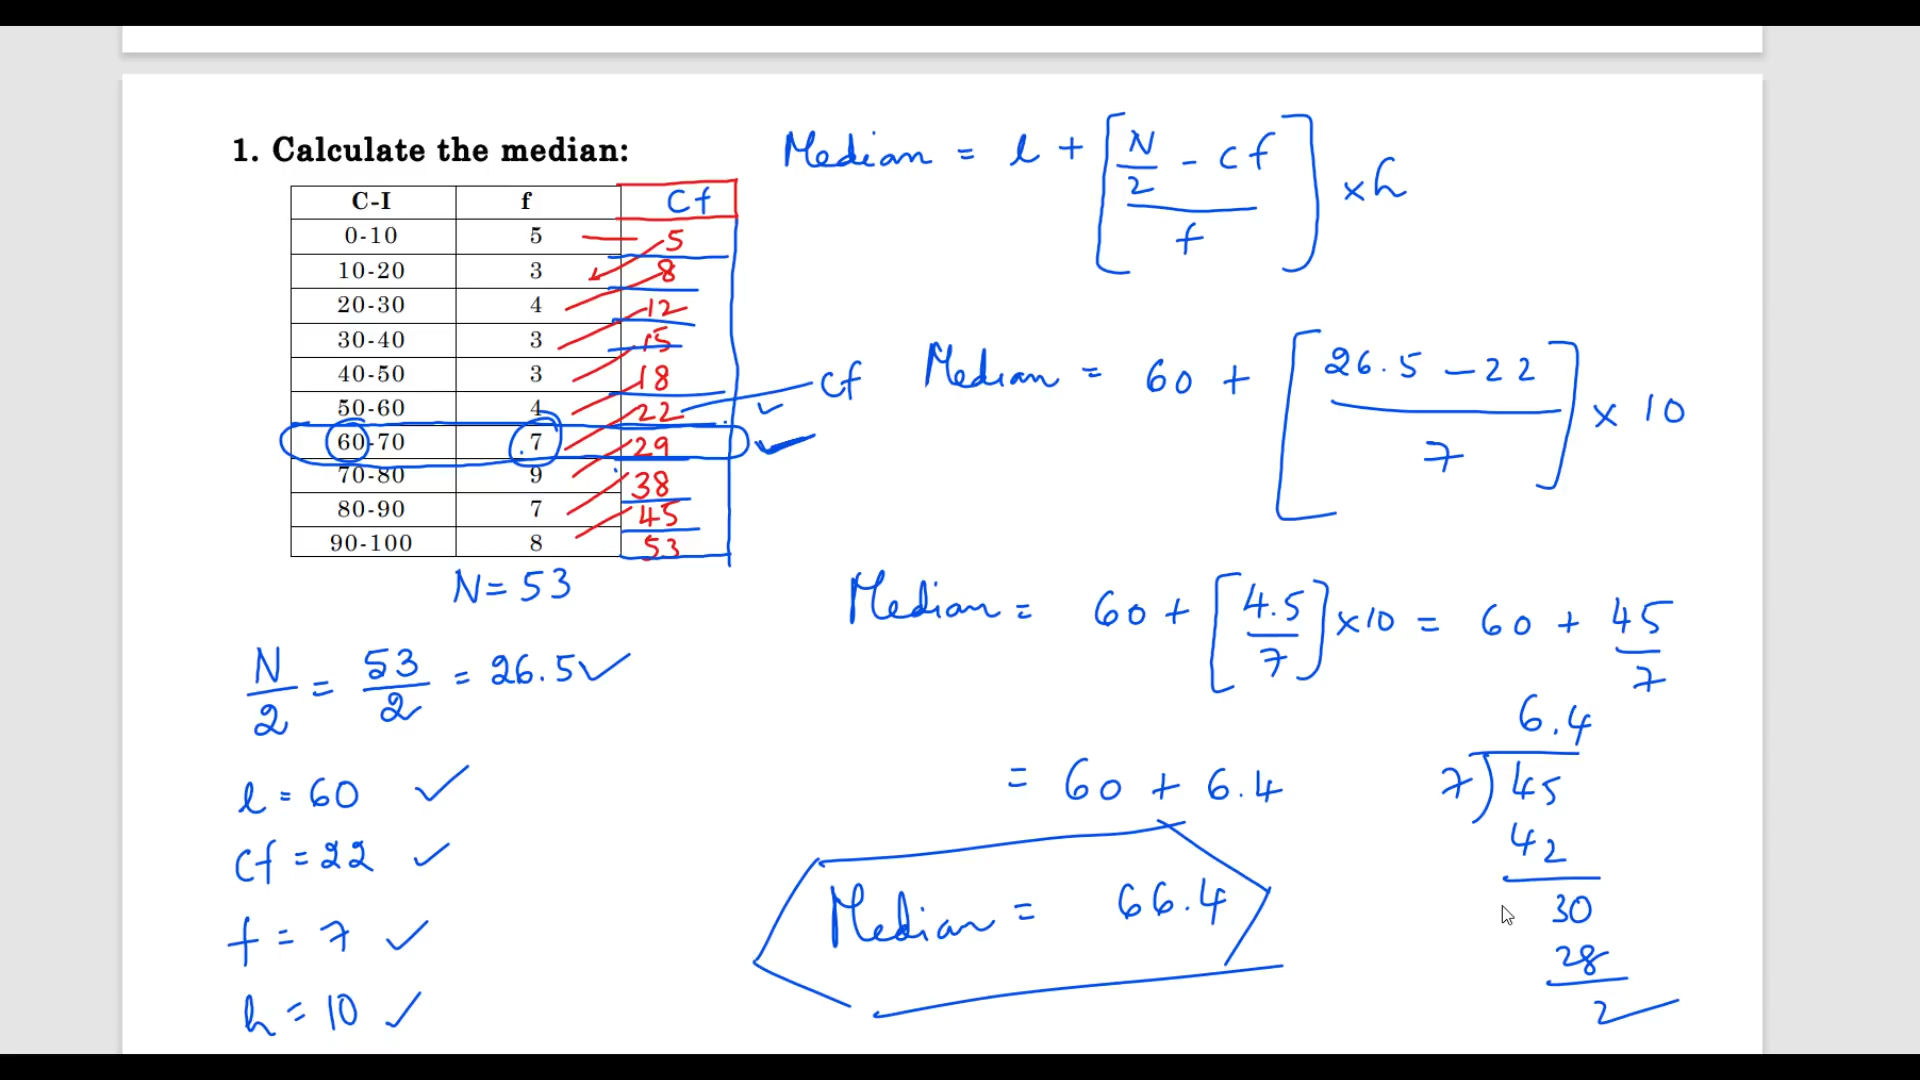 1. Calculate the median:
C-I f Cf
0-10 5 5
10-20 3 8
20-30 4 12
30-40 3 15
40-50 3 18
50-60 4 22
60-70 7 29
70-80 9 38
80-90 7 45
90-100 8 53
Cf
N = 53
N/2 = 53/2 = 26.5 ✓
l = 60 ✓
Cf = 22 ✓
f = 7 ✓
h = 10 ✓
Median = l + [(N/2 - cf)/f] × h
Median = 60 + [(26.5 - 22)/7] × 10
Median = 60 + [4.5/7] × 10 = 60 + 45/7
= 60 + 6.4
Median = 66.4
6.4
7)45
42
30
28
2